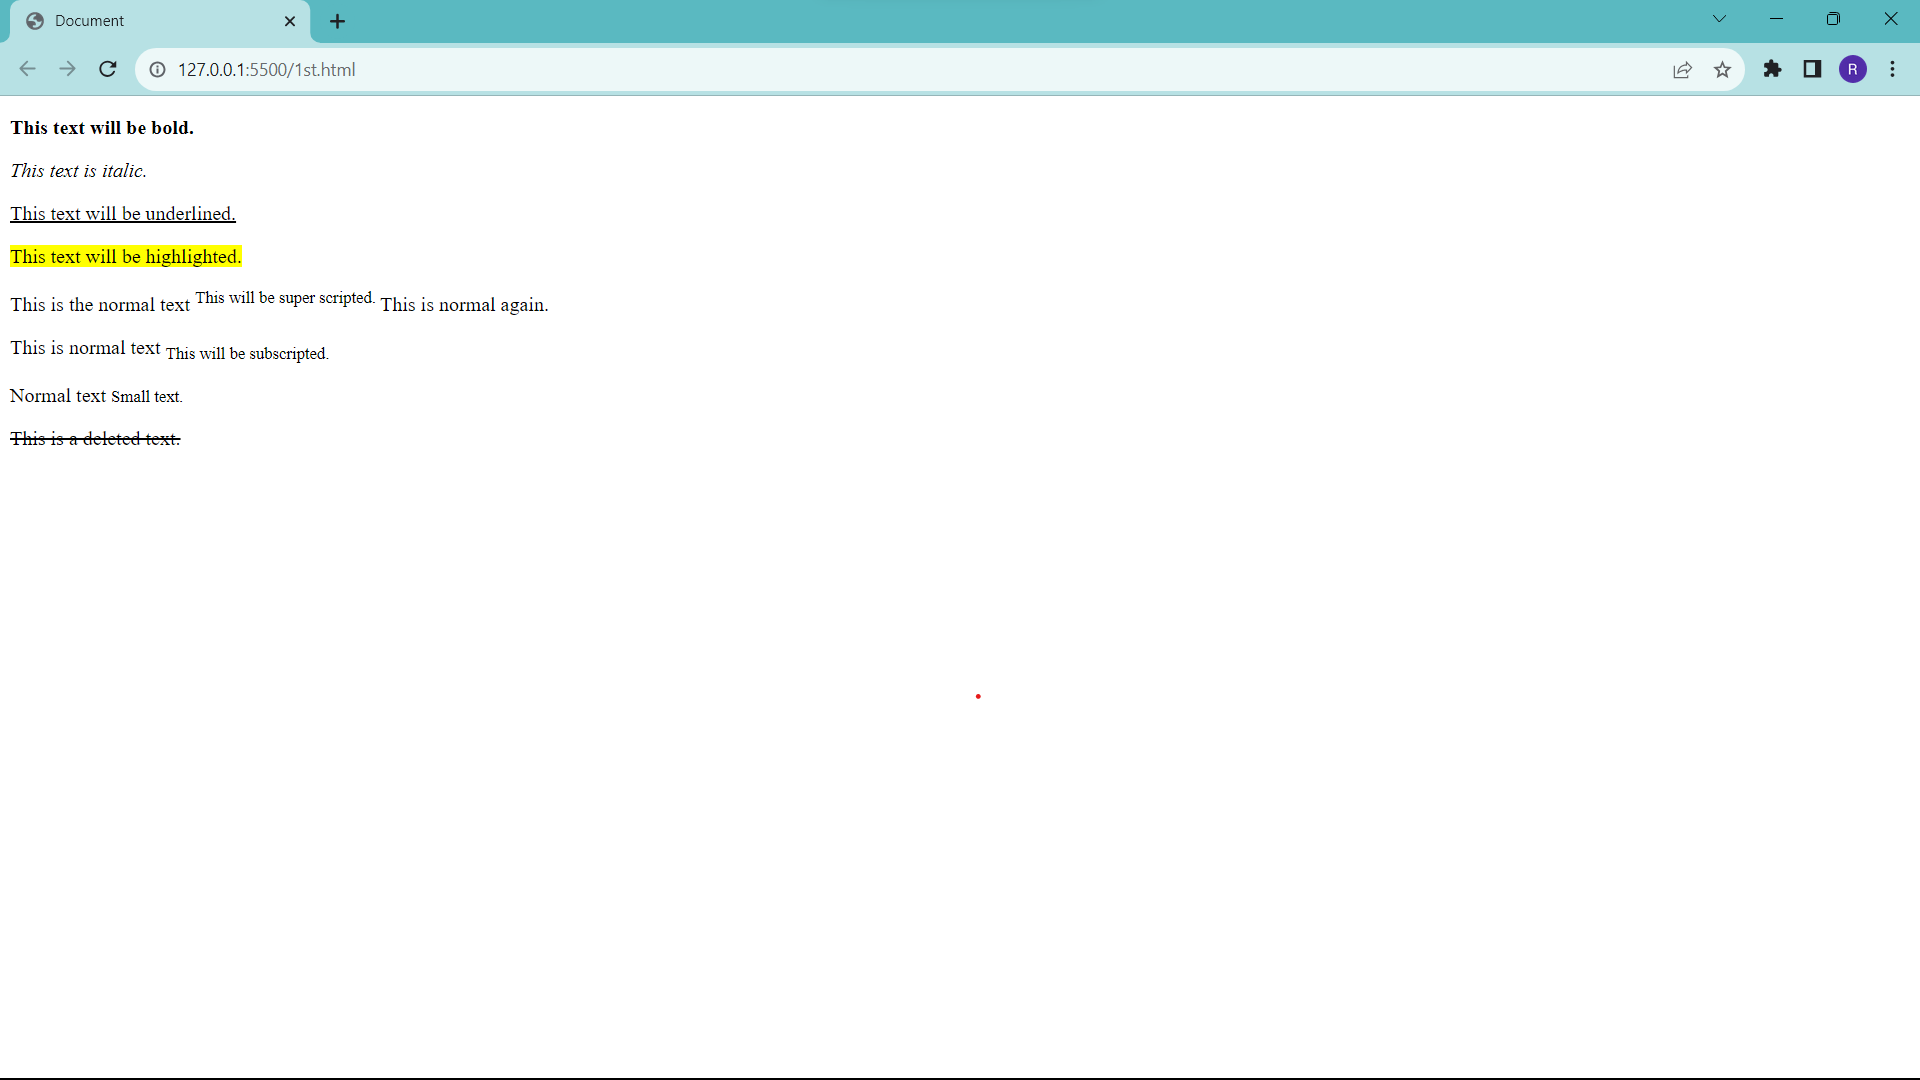 Document
127.0.0.1:5500/1st.html
R
This text will be bold.
This text is italic.
This text will be underlined.
This text will be highlighted.
This is the normal text This will be super scripted. This is normal again.
This is normal text This will be subscripted.
Normal text Small text.
This is a deleted text.